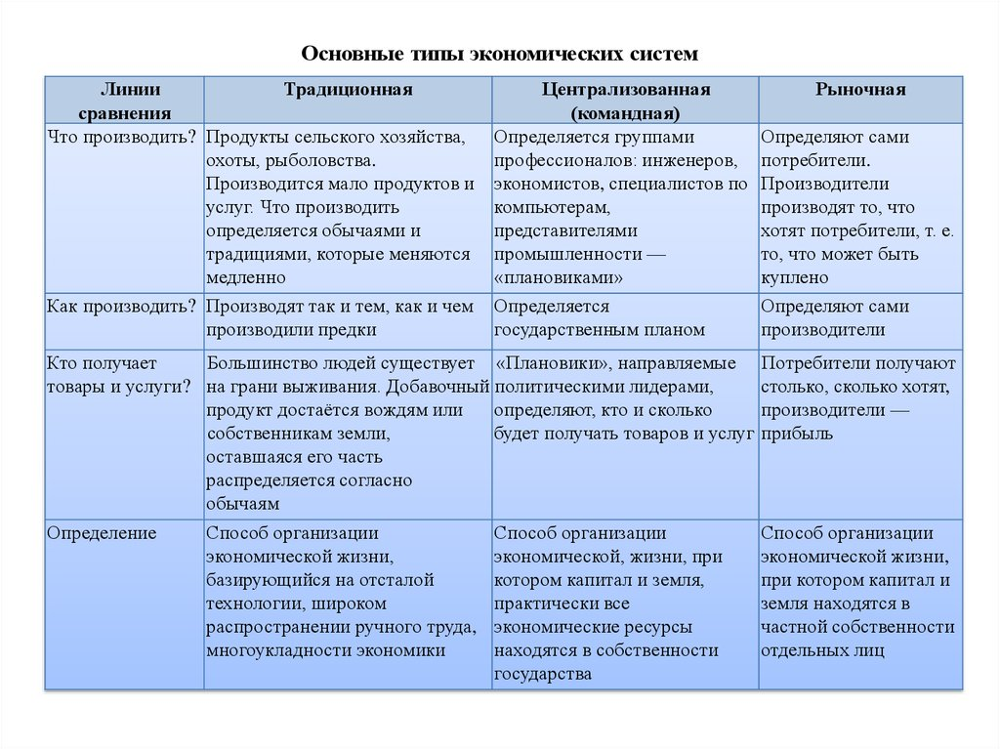 Основные типы экономических систем
Линии
сравнения
Традиционная
Централизованная
(командная)
Рыночная
Что производить?
Продукты сельского хозяйства,
охоты, рыболовства.
Производится мало продуктов и
услуг. Что производить
определяется обычаями и
традициями, которые меняются
медленно
Определяется группами
профессионалов: инженеров,
экономистов, специалистов по
компьютерам,
представителями
промышленности —
«плановиками»
Определяют сами
потребители.
Производители
производят то, что
хотят потребители, т. е.
то, что может быть
куплено
Как производить?
Производят так и тем, как и чем
производили предки
Определяется
государственным планом
Определяют сами
производители
Кто получает
товары и услуги?
Большинство людей существует
на грани выживания. Добавочный
продукт достаётся вождям или
собственникам земли,
оставшаяся его часть
распределяется согласно
обычаям
«Плановики», направляемые
политическими лидерами,
определяют, кто и сколько
будет получать товаров и услуг
Потребители получают
столько, сколько хотят,
производители —
прибыль
Определение
Способ организации
экономической жизни,
базирующийся на отсталой
технологии, широком
распространении ручного труда,
многоукладности экономики
Способ организации
экономической, жизни, при
котором капитал и земля,
практически все
экономические ресурсы
находятся в собственности
государства
Способ организации
экономической жизни,
при котором капитал и
земля находятся в
частной собственности
отдельных лиц